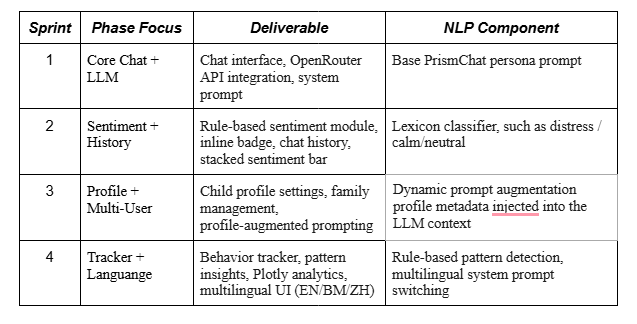 Sprint Phase Focus Deliverable NLP Component
1 Core Chat + Chat interface, OpenRouter Base PrismChat persona prompt
LLM API integration, system
prompt
2 Sentiment + Rule-based sentiment module, Lexicon classifier, such as distress /
History inline badge, chat history, calm/neutral
stacked sentiment bar
3 Profile + Child profile settings, family Dynamic prompt augmentation
Multi-User management, profile metadata injected into the
profile-augmented prompting LLM context
4 Tracker + Behavior tracker, pattern Rule-based pattern detection,
Languange insights, Plotly analytics, multilingual system prompt
multilingual UI (EN/BM/ZH) switching